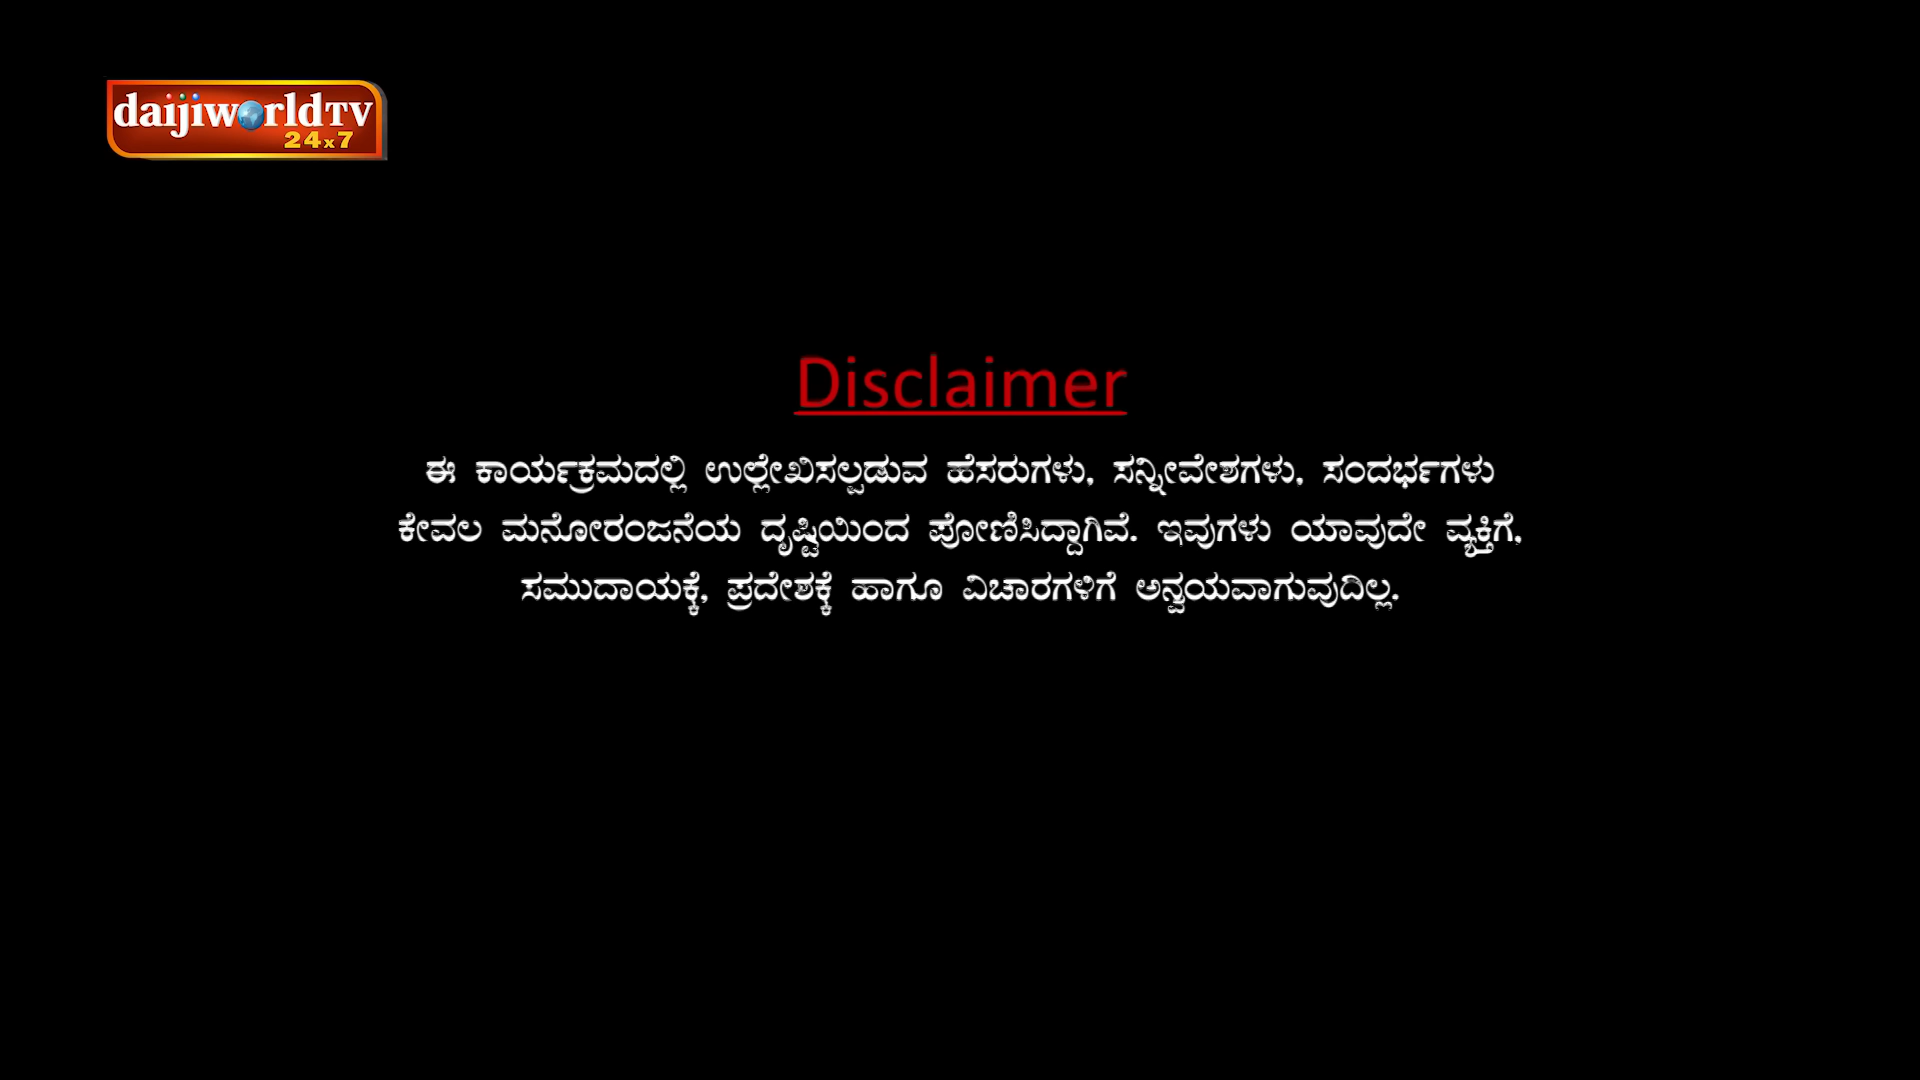 daijiworldTV
24x7
Disclaimer
ಈ ಕಾರ್ಯಕ್ರಮದಲ್ಲಿ ಉಲ್ಲೇಖಿಸಲ್ಪಡುವ ಹೆಸರುಗಳು, ಸನ್ನೀವೇಶಗಳು, ಸಂದರ್ಭಗಳು
ಕೇವಲ ಮನೋರಂಜನೆಯ ದೃಷ್ಟಿಯಿಂದ ಪೋಣಿಸಿದ್ದಾಗಿವೆ. ಇವುಗಳು ಯಾವುದೇ ವ್ಯಕ್ತಿಗೆ,
ಸಮುದಾಯಕ್ಕೆ, ಪ್ರದೇಶಕ್ಕೆ ಹಾಗೂ ವಿಚಾರಗಳಿಗೆ ಅನ್ವಯವಾಗುವುದಿಲ್ಲ.